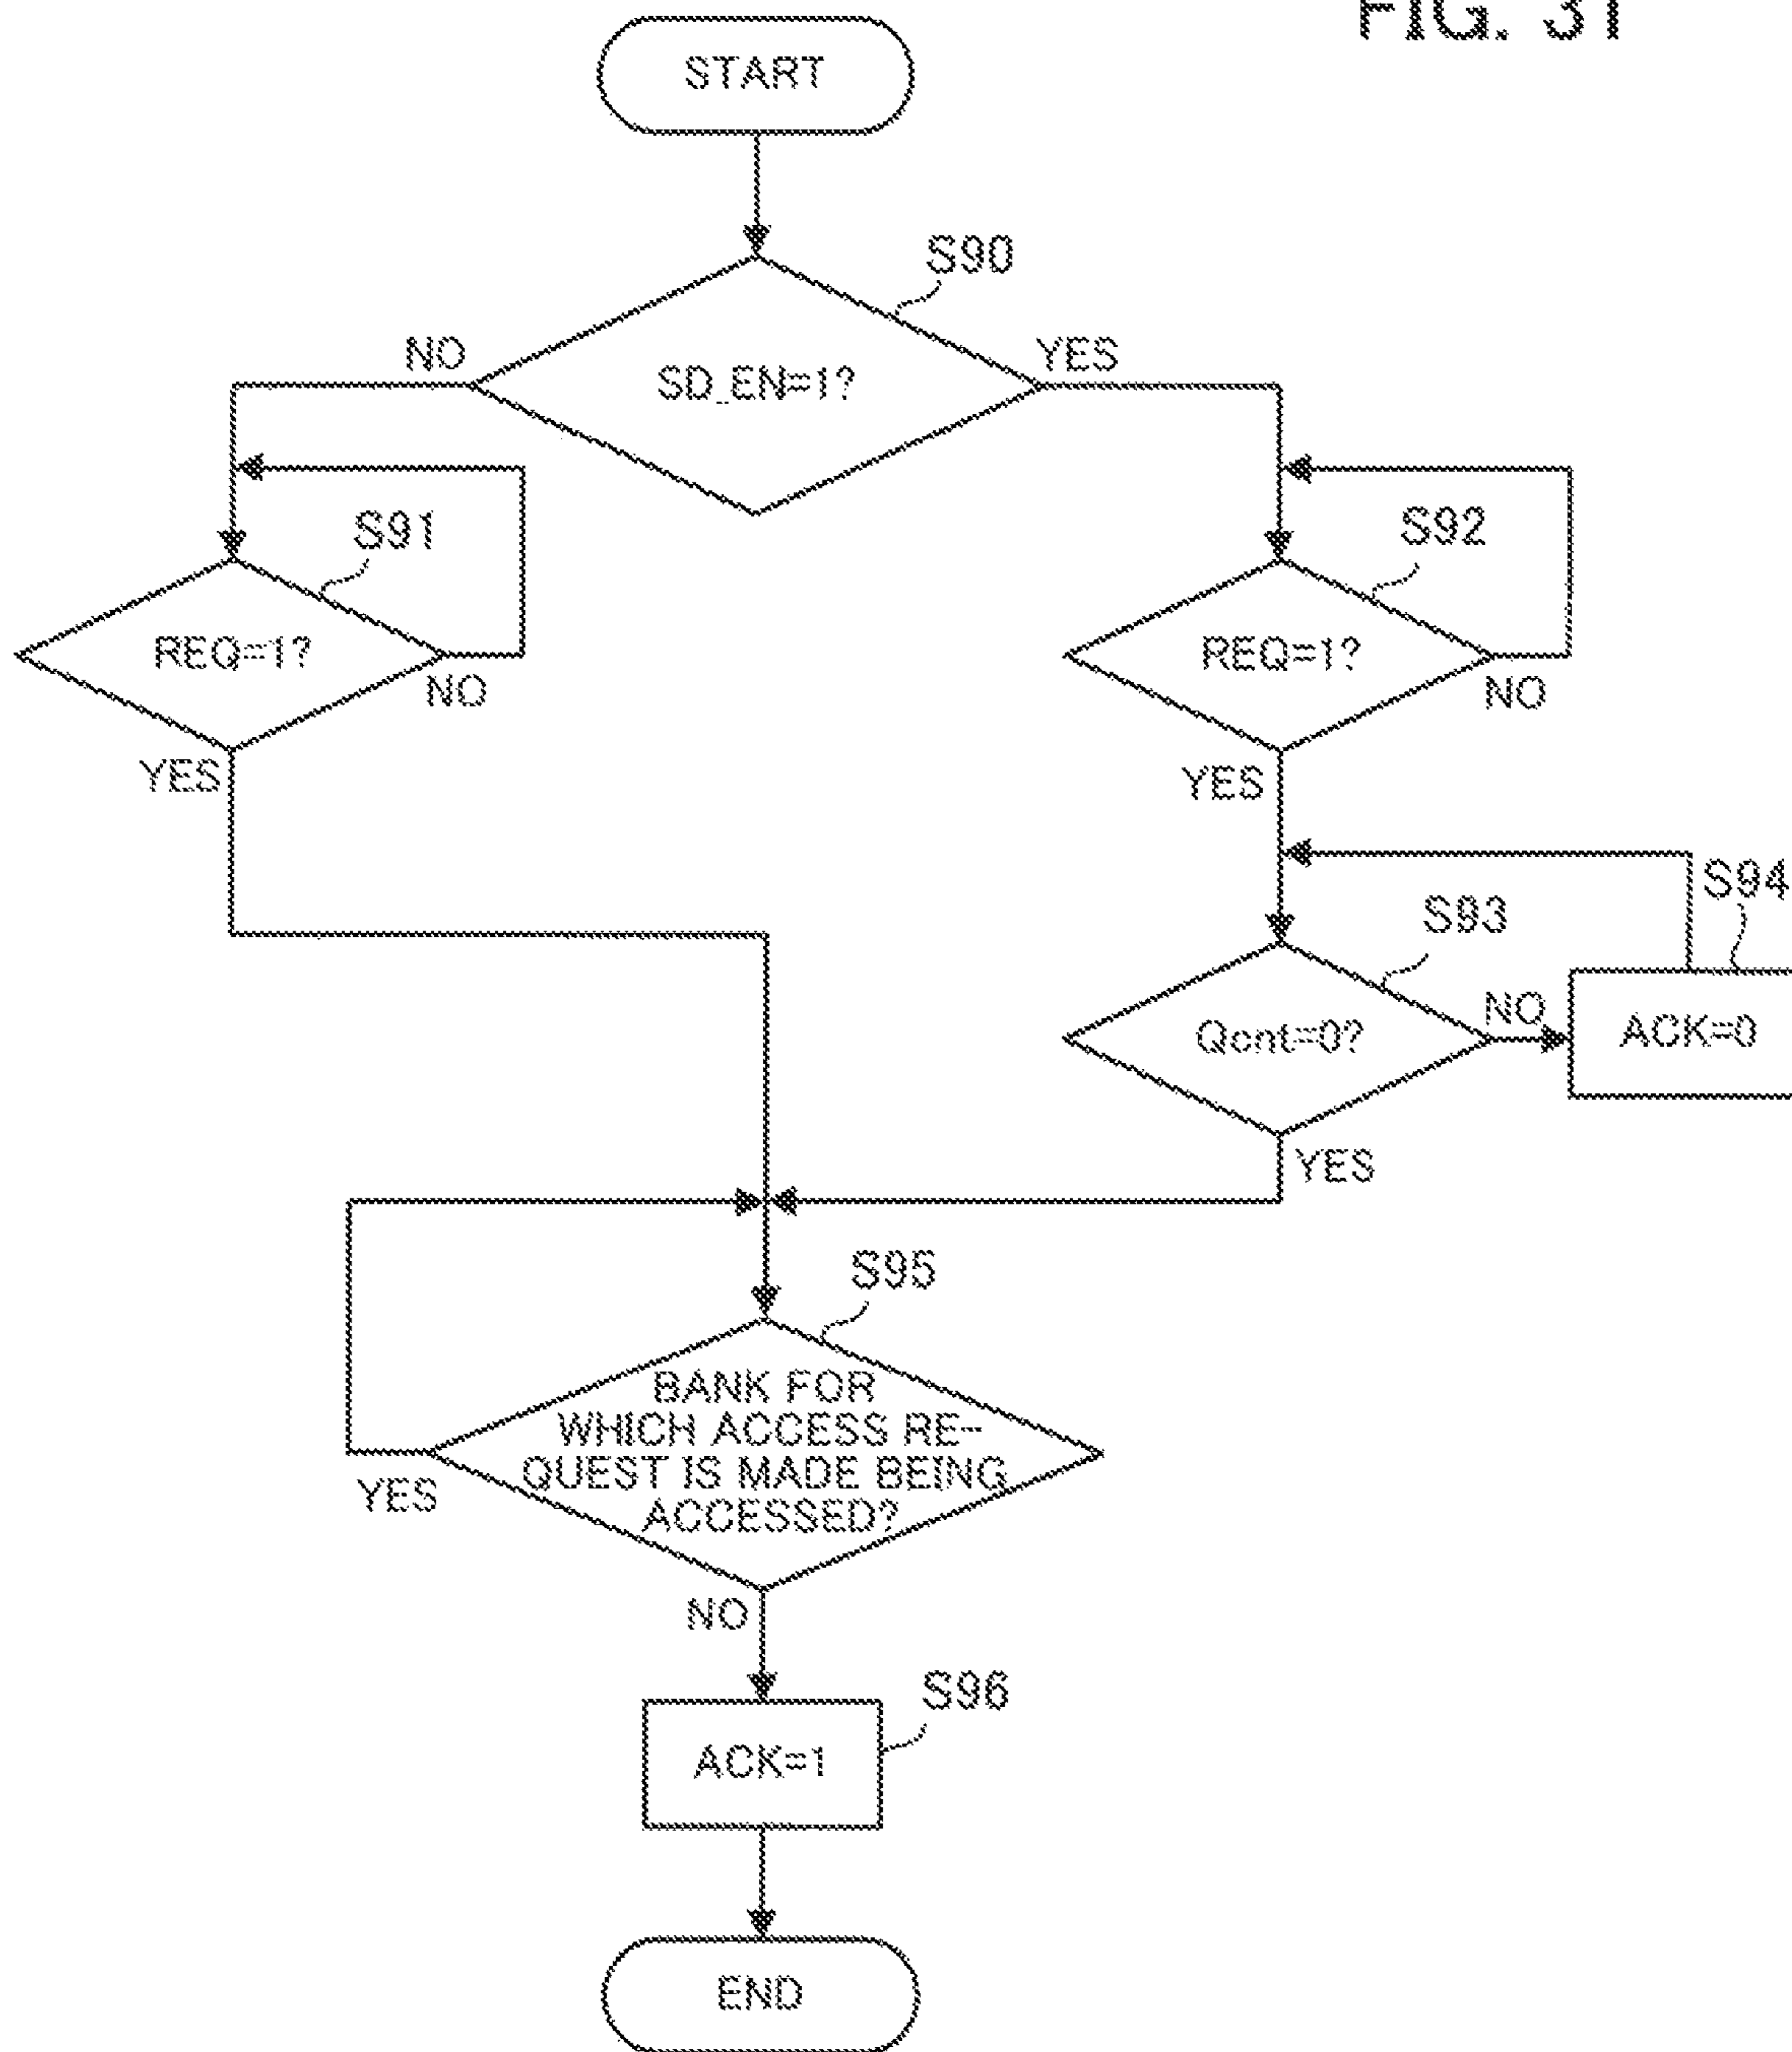 FIG. 31
START
S90
SD_EN=1?
NO
YES
S91
REQ=1?
NO
YES
S92
REQ=1?
NO
YES
S93
Qcnt=0?
NO
YES
S94
ACK=0
S95
BANK FOR
WHICH ACCESS RE-
QUEST IS MADE BEING
ACCESSED?
YES
NO
S96
ACK=1
END